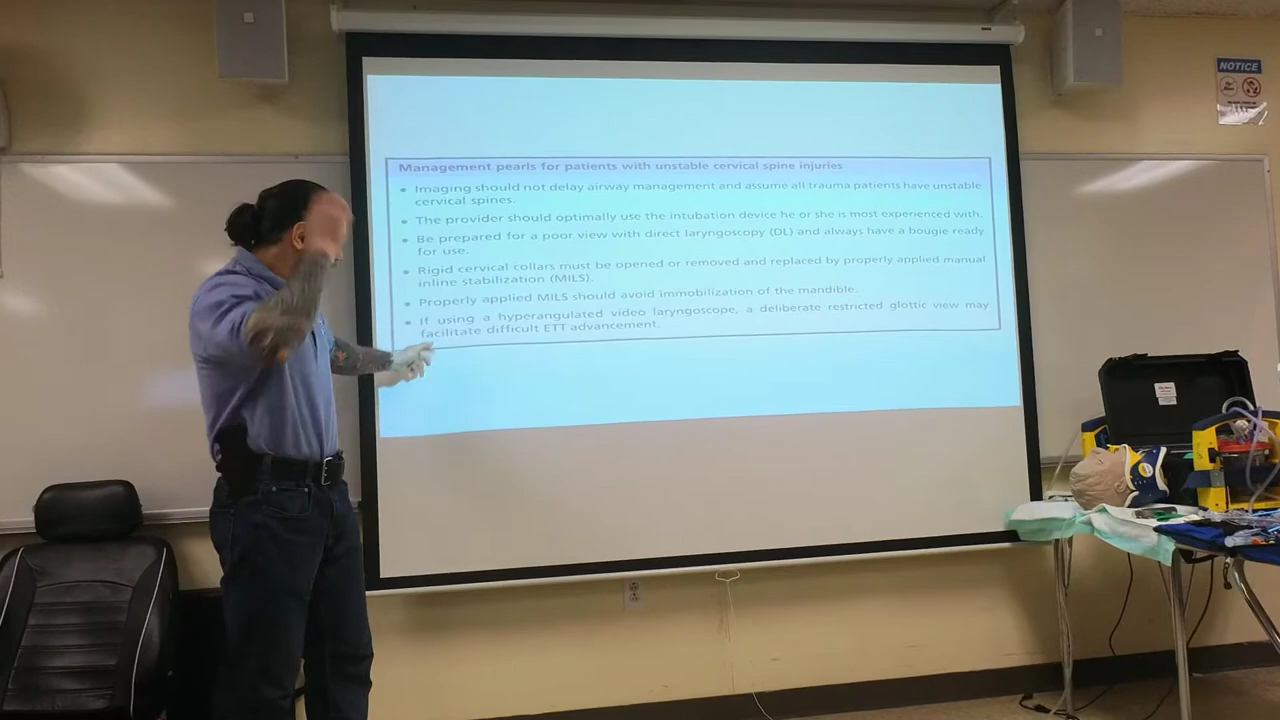 NOTICE
Management pearls for patients with unstable cervical spine injuries
• Imaging should not delay airway management and assume all trauma patients have unstable
cervical spines.
• The provider should optimally use the intubation device he or she is most experienced with.
• Be prepared for a poor view with direct laryngoscopy (DL) and always have a bougie ready
for use.
• Rigid cervical collars must be opened or removed and replaced by properly applied manual
inline stabilization (MILS).
• Properly applied MILS should avoid immobilization of the mandible.
• If using a hyperangulated video laryngoscope, a deliberate restricted glottic view may
facilitate difficult ETT advancement.